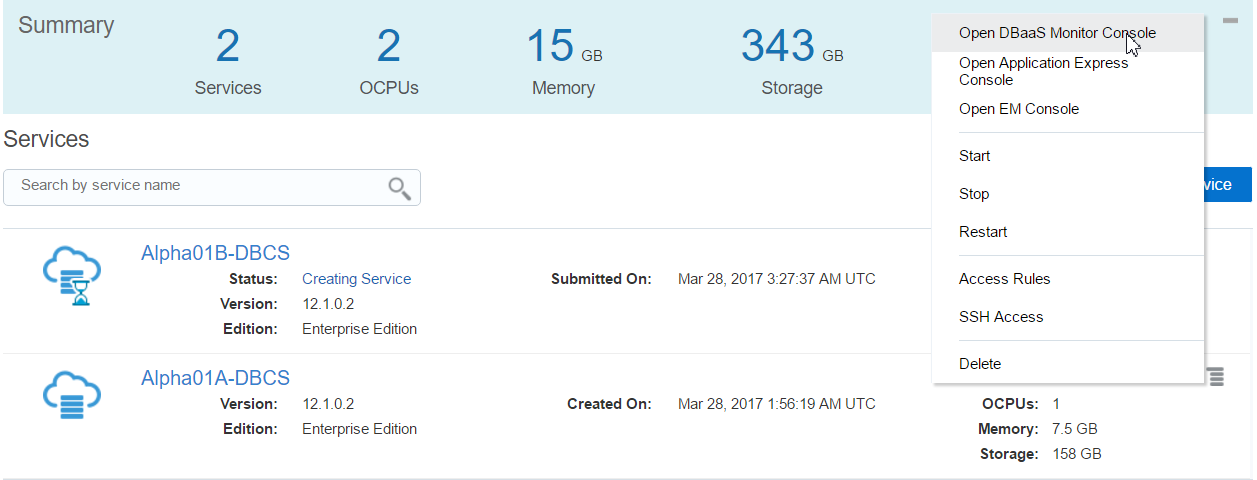 Summary
2
Services
2
OCPUs
15 GB
Memory
343 GB
Storage
Open DBaaS Monitor Console
Open Application Express
Console
Open EM Console
Start
Stop
Restart
Access Rules
SSH Access
Delete
Services
Search by service name
Alpha01B-DBCS
Status: Creating Service
Submitted On: Mar 28, 2017 3:27:37 AM UTC
Version: 12.1.0.2
Edition: Enterprise Edition
Alpha01A-DBCS
Version: 12.1.0.2
Created On: Mar 28, 2017 1:56:19 AM UTC
OCPUs: 1
Edition: Enterprise Edition
Memory: 7.5 GB
Storage: 158 GB